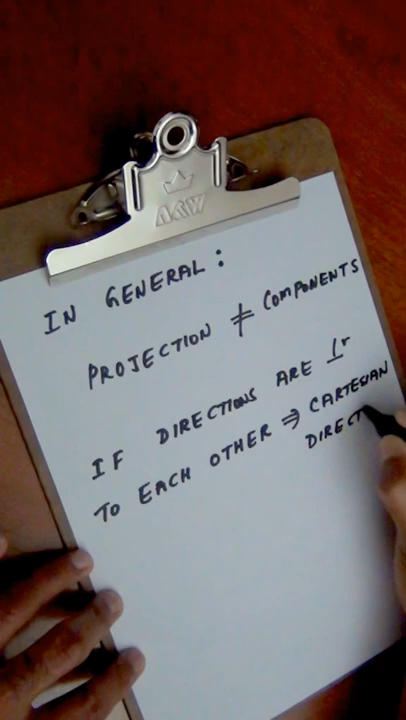 IN GENERAL:
PROJECTION ≠ COMPONENTS
IF DIRECTIONS ARE ⊥r
TO EACH OTHER ⇒ CARTESIAN
DIRECT